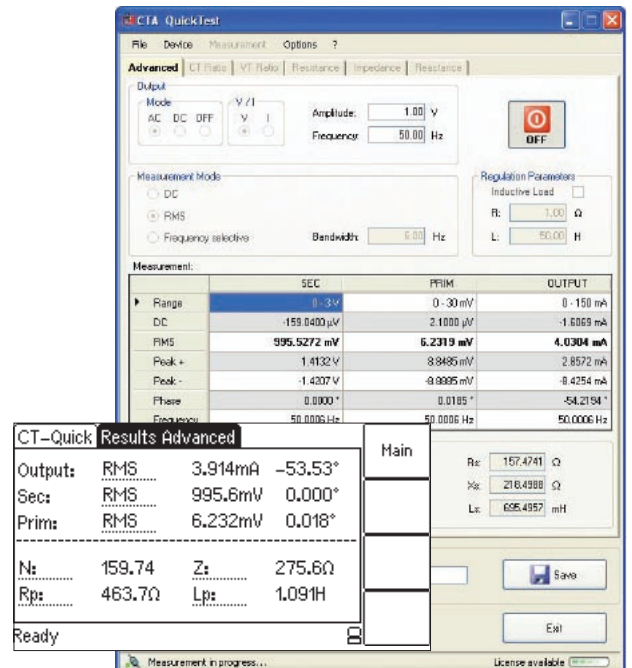 CTA QuickTest
File Device Measurement Options ?
Advanced CT Ratio VT Ratio Resistance Impedance Reactance
Output
Mode V / I
AC DC OFF V I
Amplitude: 1.00 V
Frequency: 50.00 Hz
OFF
Measurement Mode
DC
RMS
Frequency selective Bandwidth: Hz
Regulation Parameters
Inductive Load
R: 1.00 Ω
L: H
Measurement:
SEC PRIM OUTPUT
Range 0 - 3 V 0 - 30 mV 0 - 150 mA
DC -159.0400 µV 2.1000 µV -1.6069 mA
RMS 995.5272 mV 6.2319 mV 4.0304 mA
Peak + 1.4132 V 8.8485 mV 2.8572 mA
Peak - -1.4207 V -8.8885 mV -8.4254 mA
Phase 0.0000 ° 0.0185 ° -54.2194 °
Frequency 50.0006 Hz 50.0006 Hz 50.0006 Hz
157.4741 Ω
218.4988 Ω
695.4957 mH
Save
Exit
Measurement in progress... License available
CT-Quick Results Advanced
Main
Output: RMS 3.914mA -53.53°
Sec: RMS 995.6mV 0.000°
Prim: RMS 6.232mV 0.018°
N: 159.74 Z: 275.6Ω
Rp: 463.7Ω Lp: 1.091H
Ready